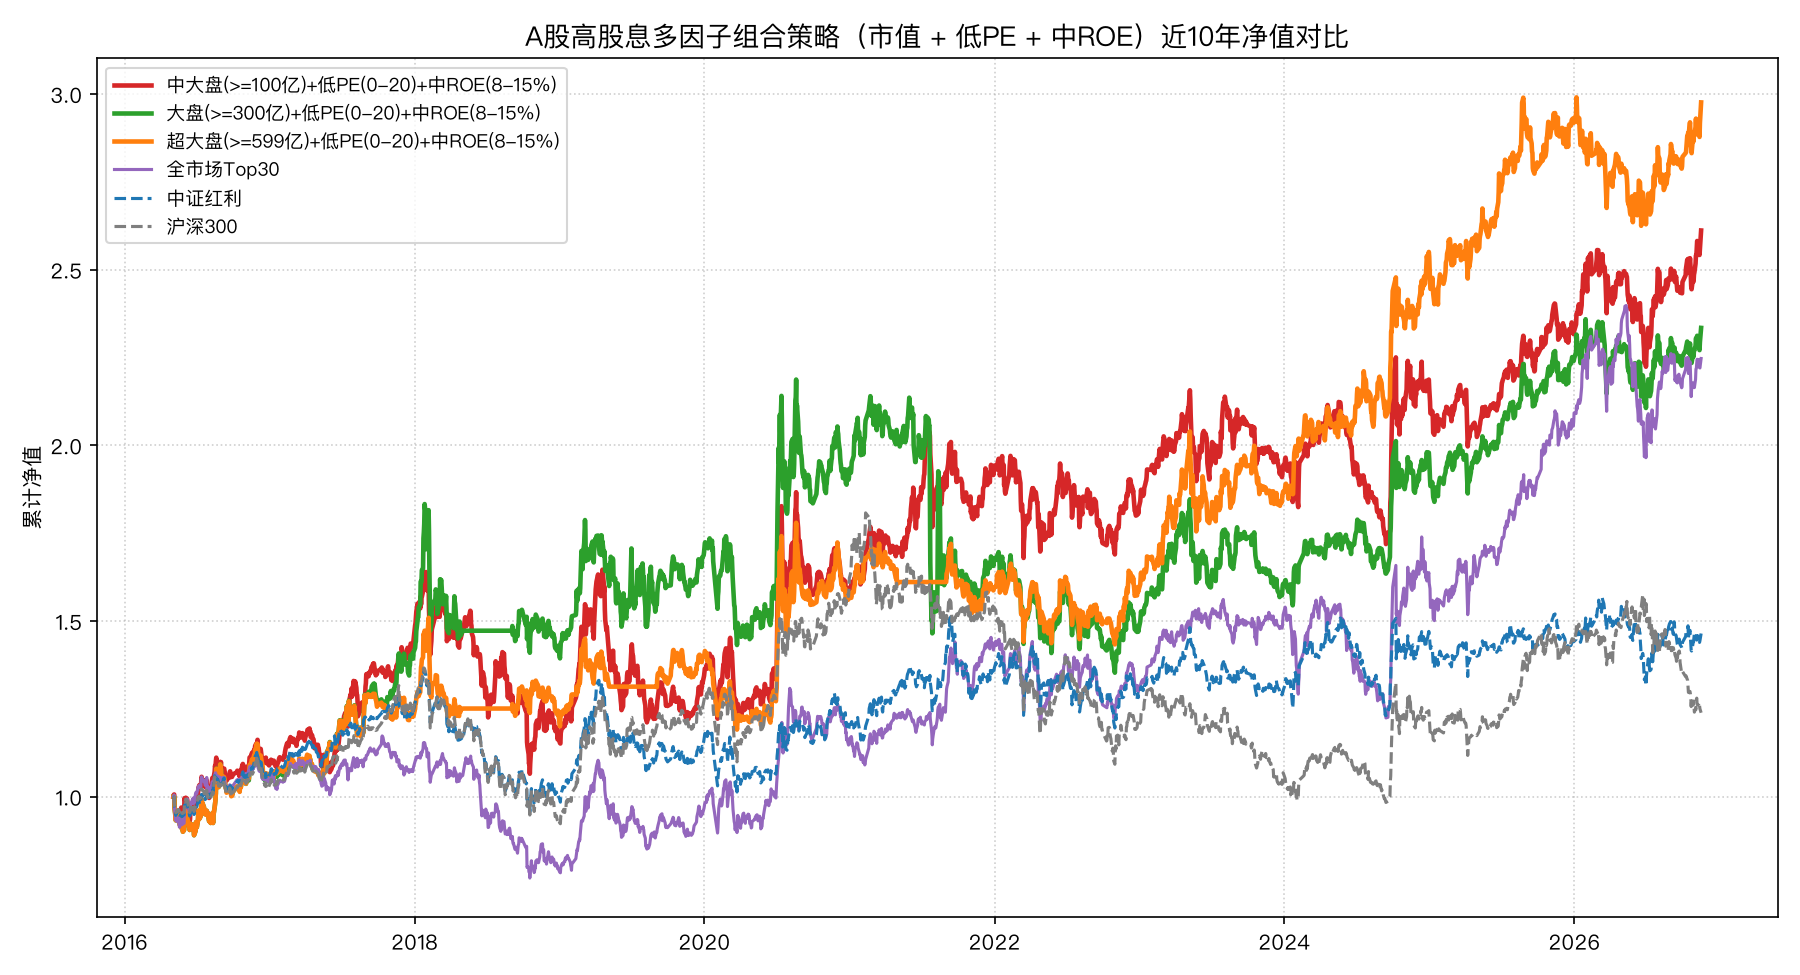 A股高股息多因子组合策略（市值 + 低PE + 中ROE）近10年净值对比
中大盘(>=100亿)+低PE(0–20)+中ROE(8–15%)
大盘(>=300亿)+低PE(0–20)+中ROE(8–15%)
超大盘(>=599亿)+低PE(0–20)+中ROE(8–15%)
全市场Top30
中证红利
沪深300
累计净值
3.0
2.5
2.0
1.5
1.0
2016
2018
2020
2022
2024
2026